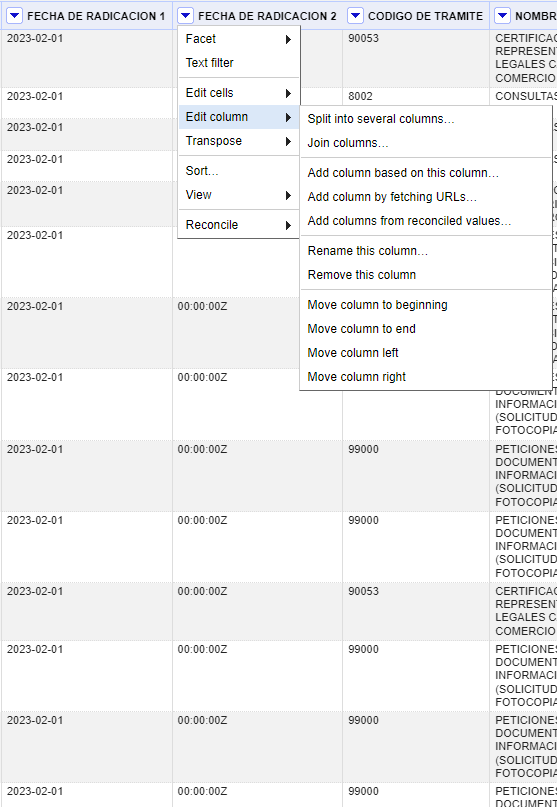 FECHA DE RADICACION 1 FECHA DE RADICACION 2 CODIGO DE TRAMITE NOMBR
2023-02-01 90053 CERTIFICAC
REPRESENT
LEGALES C
COMERCIO
2023-02-01 8002 CONSULTAS
2023-02-01
2023-02-01
2023-02-01
2023-02-01
Facet
Text filter
Edit cells
Edit column
Transpose
Sort...
View
Reconcile
Split into several columns...
Join columns...
Add column based on this column...
Add column by fetching URLs...
Add columns from reconciled values...
Rename this column...
Remove this column
Move column to beginning
Move column to end
Move column left
Move column right
2023-02-01 00:00:00Z
2023-02-01 00:00:00Z
DOCUMENT
INFORMACI
(SOLICITUD
FOTOCOPIA
2023-02-01 00:00:00Z 99000 PETICIONES
DOCUMENT
INFORMACI
(SOLICITUD
FOTOCOPIA
2023-02-01 00:00:00Z 99000 PETICIONES
DOCUMENT
INFORMACI
(SOLICITUD
FOTOCOPIA
2023-02-01 00:00:00Z 90053 CERTIFICAC
REPRESENT
LEGALES C
COMERCIO
2023-02-01 00:00:00Z 99000 PETICIONES
DOCUMENT
INFORMACI
(SOLICITUD
FOTOCOPIA
2023-02-01 00:00:00Z 99000 PETICIONES
DOCUMENT
INFORMACI
(SOLICITUD
FOTOCOPIA
2023-02-01 00:00:00Z 99000 PETICIONES
DOCUMENT